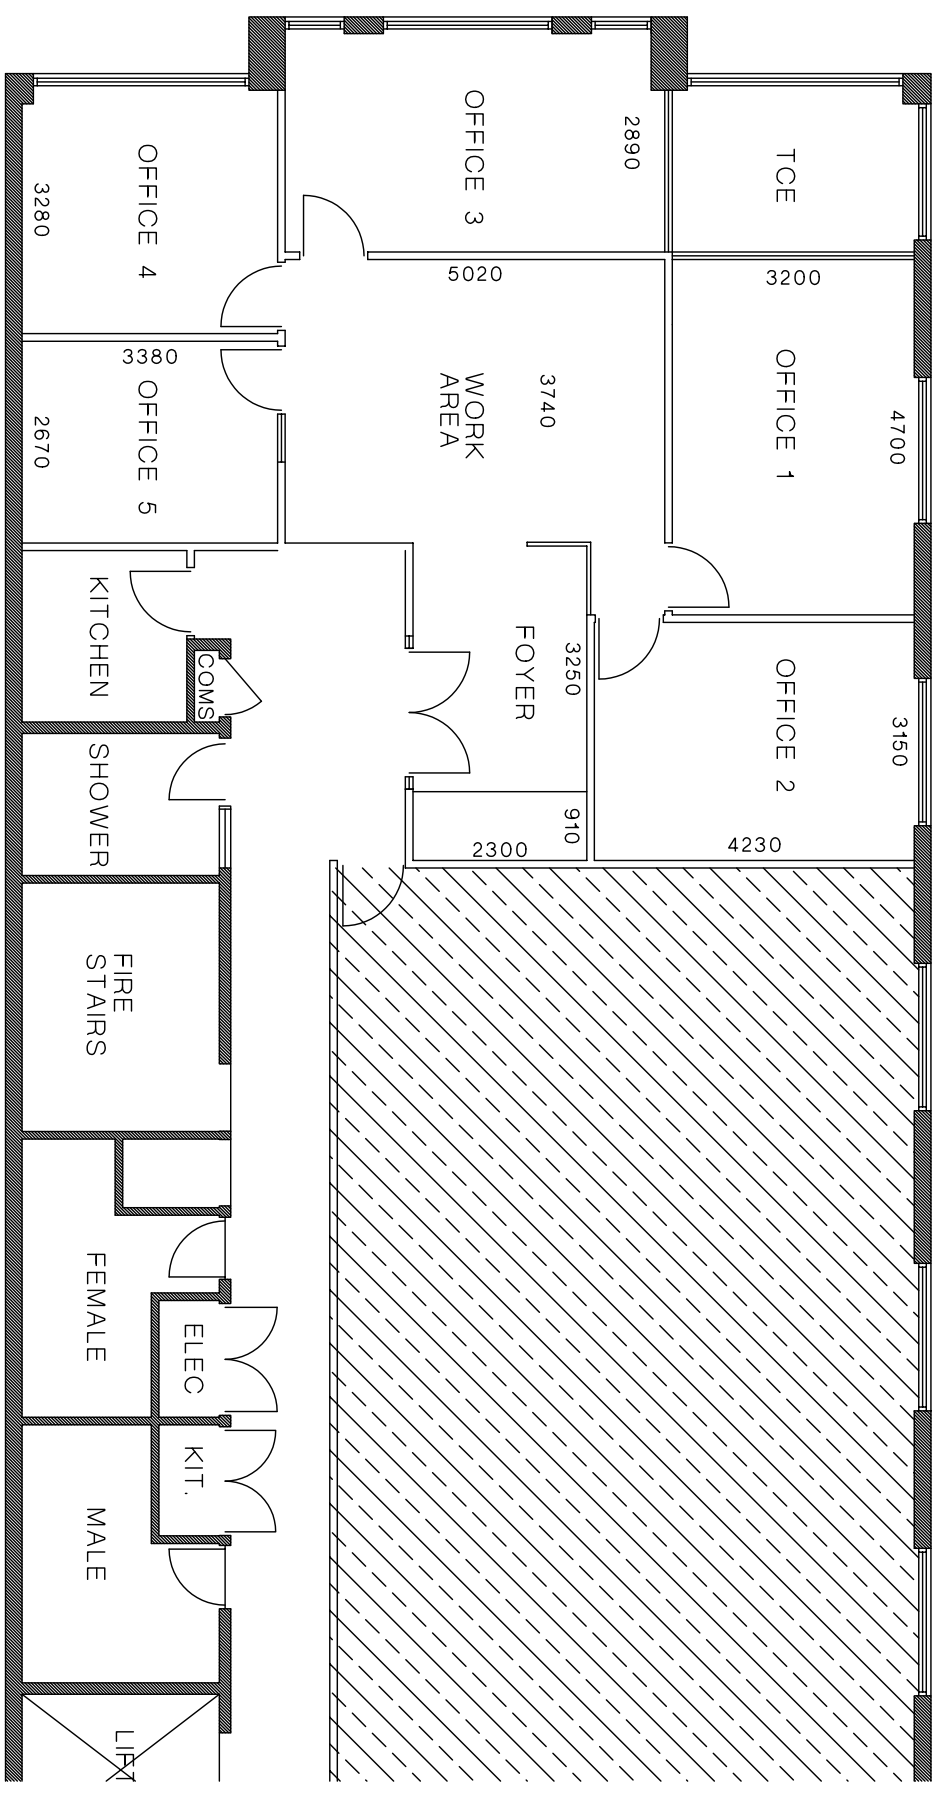 TCE
OFFICE 3
2890
OFFICE 4
3280
5020
3200
OFFICE 1
4700
WORK
AREA
3740
3380
OFFICE 5
2670
KITCHEN
COMS
FOYER
3250
OFFICE 2
3150
910
2300
4230
SHOWER
FIRE
STAIRS
FEMALE
ELEC
KIT.
MALE
LIFT